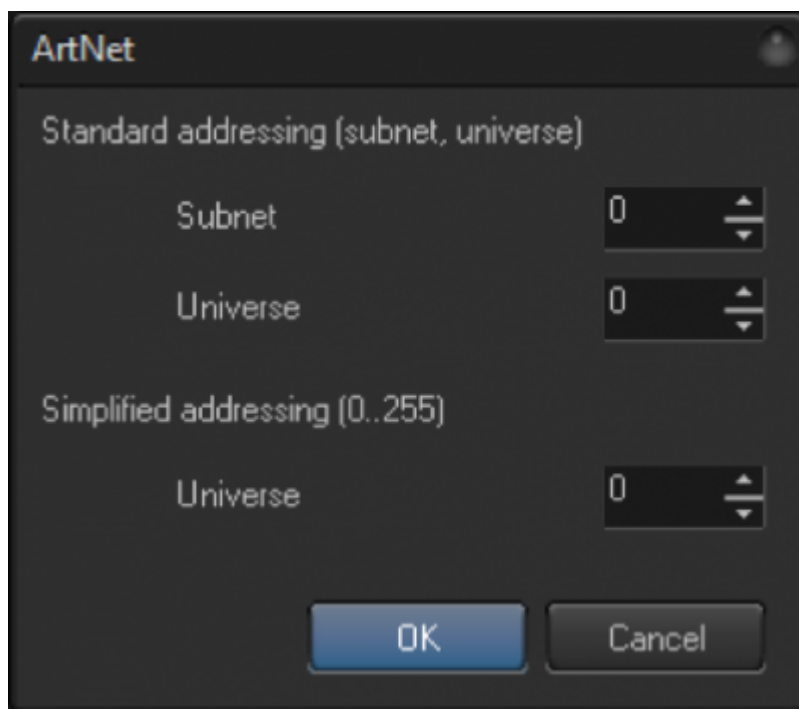 ArtNet
Standard addressing (subnet, universe)
Subnet 0
Universe 0
Simplified addressing (0..255)
Universe 0
OK Cancel